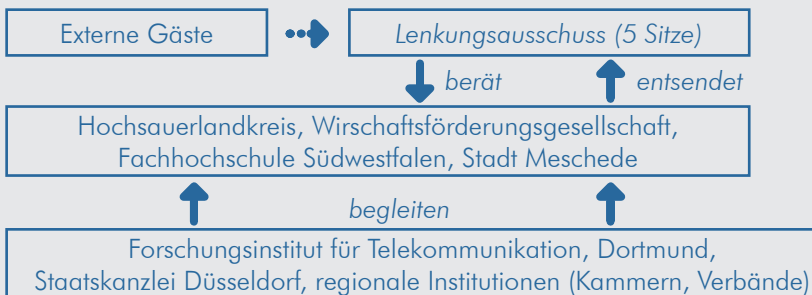 Externe Gäste
Lenkungsausschuss (5 Sitze)
berät
entsendet
Hochsauerlandkreis, Wirtschaftsförderungsgesellschaft,
Fachhochschule Südwestfalen, Stadt Meschede
begleiten
Forschungsinstitut für Telekommunikation, Dortmund,
Staatskanzlei Düsseldorf, regionale Institutionen (Kammern, Verbände)